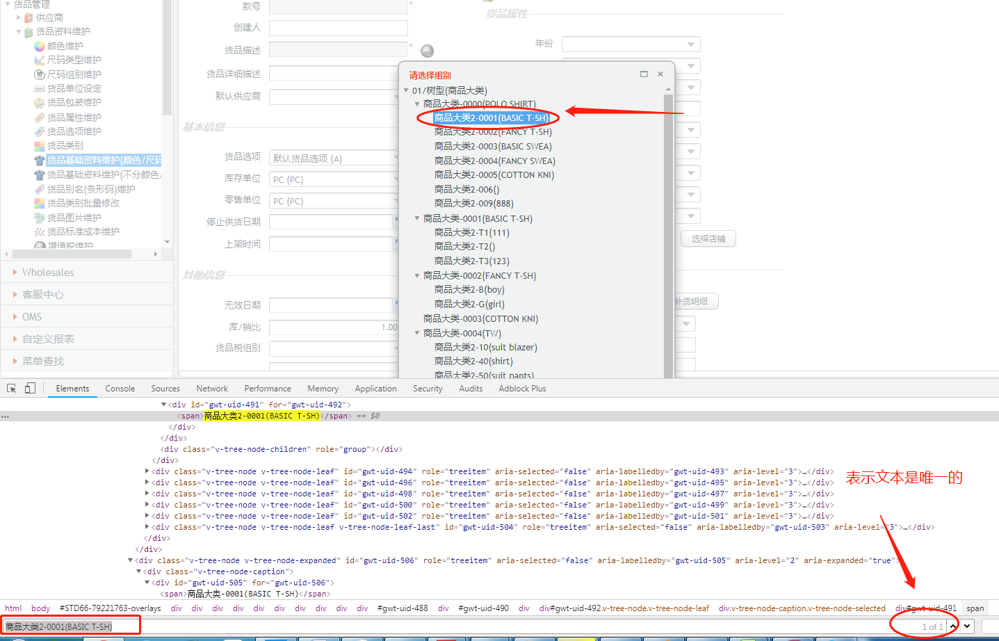 货品管理
供应商
货品资料维护
颜色维护
尺码类型维护
尺码组别维护
货品单位设定
货品包装维护
货品属性维护
货品选项维护
货品类别
货品基础资料维护(颜色/尺码
货品基础资料维护(不分颜色/
货品别名(条形码)维护
货品类别批量修改
货品图片维护
货品标准成本维护
增值税维护
Wholesales
客服中心
OMS
自定义报表
菜单查找
款号
*
创建人
货品描述
*
货品详细描述
默认供应商
基本信息
货品选项
默认货品选项 (A)
库存单位
PC (PC)
零售单位
PC (PC)
停止供货日期
上架时间
其他信息
无效日期
库/销比
1.00
货品税组别
货品属性
年份
选择店铺
补货明细
请选择组别
01/树型(商品大类)
商品大类-0000(POLO SHIRT)
商品大类2-0001(BASIC T-SH)
商品大类2-0002(FANCY T-SH)
商品大类2-0003(BASIC SWEA)
商品大类2-0004(FANCY SWEA)
商品大类2-0005(COTTON KNI)
商品大类2-006()
商品大类2-009(888)
商品大类-0001(BASIC T-SH)
商品大类2-T1(111)
商品大类2-T2()
商品大类2-T3(123)
商品大类-0002(FANCY T-SH)
商品大类2-B(boy)
商品大类2-G(girl)
商品大类-0003(COTTON KNI)
商品大类-0004(TW)
商品大类2-10(suit blazer)
商品大类2-40(shirt)
商品大类2-50(suit pants)
Elements Console Sources Network Performance Memory Application Security Audits Adblock Plus
<div id="gwt-uid-491" for="gwt-uid-492">
<span>商品大类2-0001(BASIC T-SH)</span> == $0
</div>
</div>
<div class="v-tree-node-children" role="group"></div>
</div>
<div class="v-tree-node v-tree-node-leaf" id="gwt-uid-494" role="treeitem" aria-selected="false" aria-labelledby="gwt-uid-493" aria-level="3">…</div>
<div class="v-tree-node v-tree-node-leaf" id="gwt-uid-496" role="treeitem" aria-selected="false" aria-labelledby="gwt-uid-495" aria-level="3">…</div>
<div class="v-tree-node v-tree-node-leaf" id="gwt-uid-498" role="treeitem" aria-selected="false" aria-labelledby="gwt-uid-497" aria-level="3">…</div>
<div class="v-tree-node v-tree-node-leaf" id="gwt-uid-500" role="treeitem" aria-selected="false" aria-labelledby="gwt-uid-499" aria-level="3">…</div>
<div class="v-tree-node v-tree-node-leaf" id="gwt-uid-502" role="treeitem" aria-selected="false" aria-labelledby="gwt-uid-501" aria-level="3">…</div>
<div class="v-tree-node v-tree-node-leaf v-tree-node-leaf-last" id="gwt-uid-504" role="treeitem" aria-selected="false" aria-labelledby="gwt-uid-503" aria-level="3">…</div>
</div>
</div>
<div class="v-tree-node v-tree-node-expanded" id="gwt-uid-506" role="treeitem" aria-selected="false" aria-labelledby="gwt-uid-505" aria-level="2" aria-expanded="true">
<div class="v-tree-node-caption">
<div id="gwt-uid-505" for="gwt-uid-506">
<span>商品大类-0001(BASIC T-SH)</span>
表示文本是唯一的
html body #STD66-79221763-overlays div div div div div div div div div div #gwt-uid-488 div #gwt-uid-490 div div#gwt-uid-492.v-tree-node.v-tree-node-leaf div.v-tree-node-caption.v-tree-node-selected div#gwt-uid-491 span
商品大类2-0001(BASIC T-SH)
1 of 1